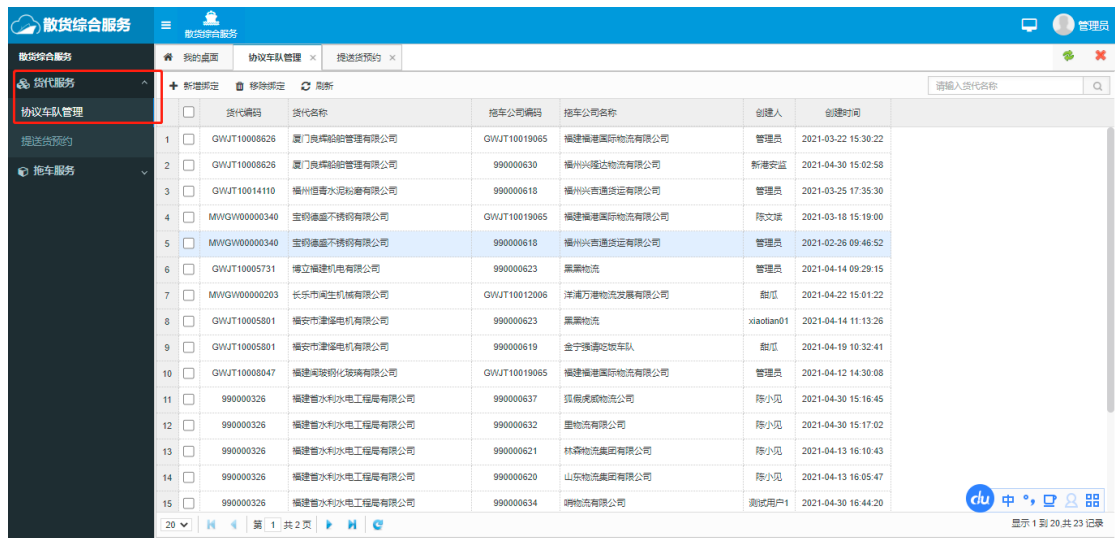 散货综合服务
散货综合服务
管理员
散货综合服务
我的桌面
协议车队管理 ×
提送货预约 ×
货代服务
协议车队管理
提送货预约
拖车服务
新增绑定 移除绑定 刷新
请输入货代名称
货代编码 货代名称 拖车公司编码 拖车公司名称 创建人 创建时间
1 GWJT10008626 厦门良辉船舶管理有限公司 GWJT10019065 福建福港国际物流有限公司 管理员 2021-03-22 15:30:22
2 GWJT10008626 厦门良辉船舶管理有限公司 990000630 福州兴隆达物流有限公司 新港安监 2021-04-30 15:02:58
3 GWJT10014110 福州恒青水泥粉磨有限公司 990000618 福州兴吉通货运有限公司 管理员 2021-03-25 17:35:30
4 MWGW00000340 宝钢德盛不锈钢有限公司 GWJT10019065 福建福港国际物流有限公司 陈文斌 2021-03-18 15:19:00
5 MWGW00000340 宝钢德盛不锈钢有限公司 990000618 福州兴吉通货运有限公司 管理员 2021-02-26 09:46:52
6 GWJT10005731 博立福建机电有限公司 990000623 黑黑物流 管理员 2021-04-14 09:29:15
7 MWGW00000203 长乐市闽生机械有限公司 GWJT10012006 洋浦万港物流发展有限公司 甜瓜 2021-04-22 15:01:22
8 GWJT10005801 福安市津怿电机有限公司 990000623 黑黑物流 xiaotian01 2021-04-14 11:13:26
9 GWJT10005801 福安市津怿电机有限公司 990000619 金宁强请吃饭车队 甜瓜 2021-04-19 10:32:41
10 GWJT10008047 福建闽玻钢化玻璃有限公司 GWJT10019065 福建福港国际物流有限公司 管理员 2021-04-12 14:30:08
11 990000326 福建首水利水电工程局有限公司 990000637 狐假虎威物流公司 陈小见 2021-04-30 15:16:45
12 990000326 福建首水利水电工程局有限公司 990000632 里物流有限公司 陈小见 2021-04-30 15:17:02
13 990000326 福建首水利水电工程局有限公司 990000621 林森物流集团有限公司 陈小见 2021-04-13 16:10:43
14 990000326 福建首水利水电工程局有限公司 990000620 山东物流集团有限公司 陈小见 2021-04-13 16:05:47
15 990000326 福建首水利水电工程局有限公司 990000634 哨物流有限公司 测试用户1 2021-04-30 16:44:20
du 中
20 第 1 共2页
显示 1 到 20,共 23 记录